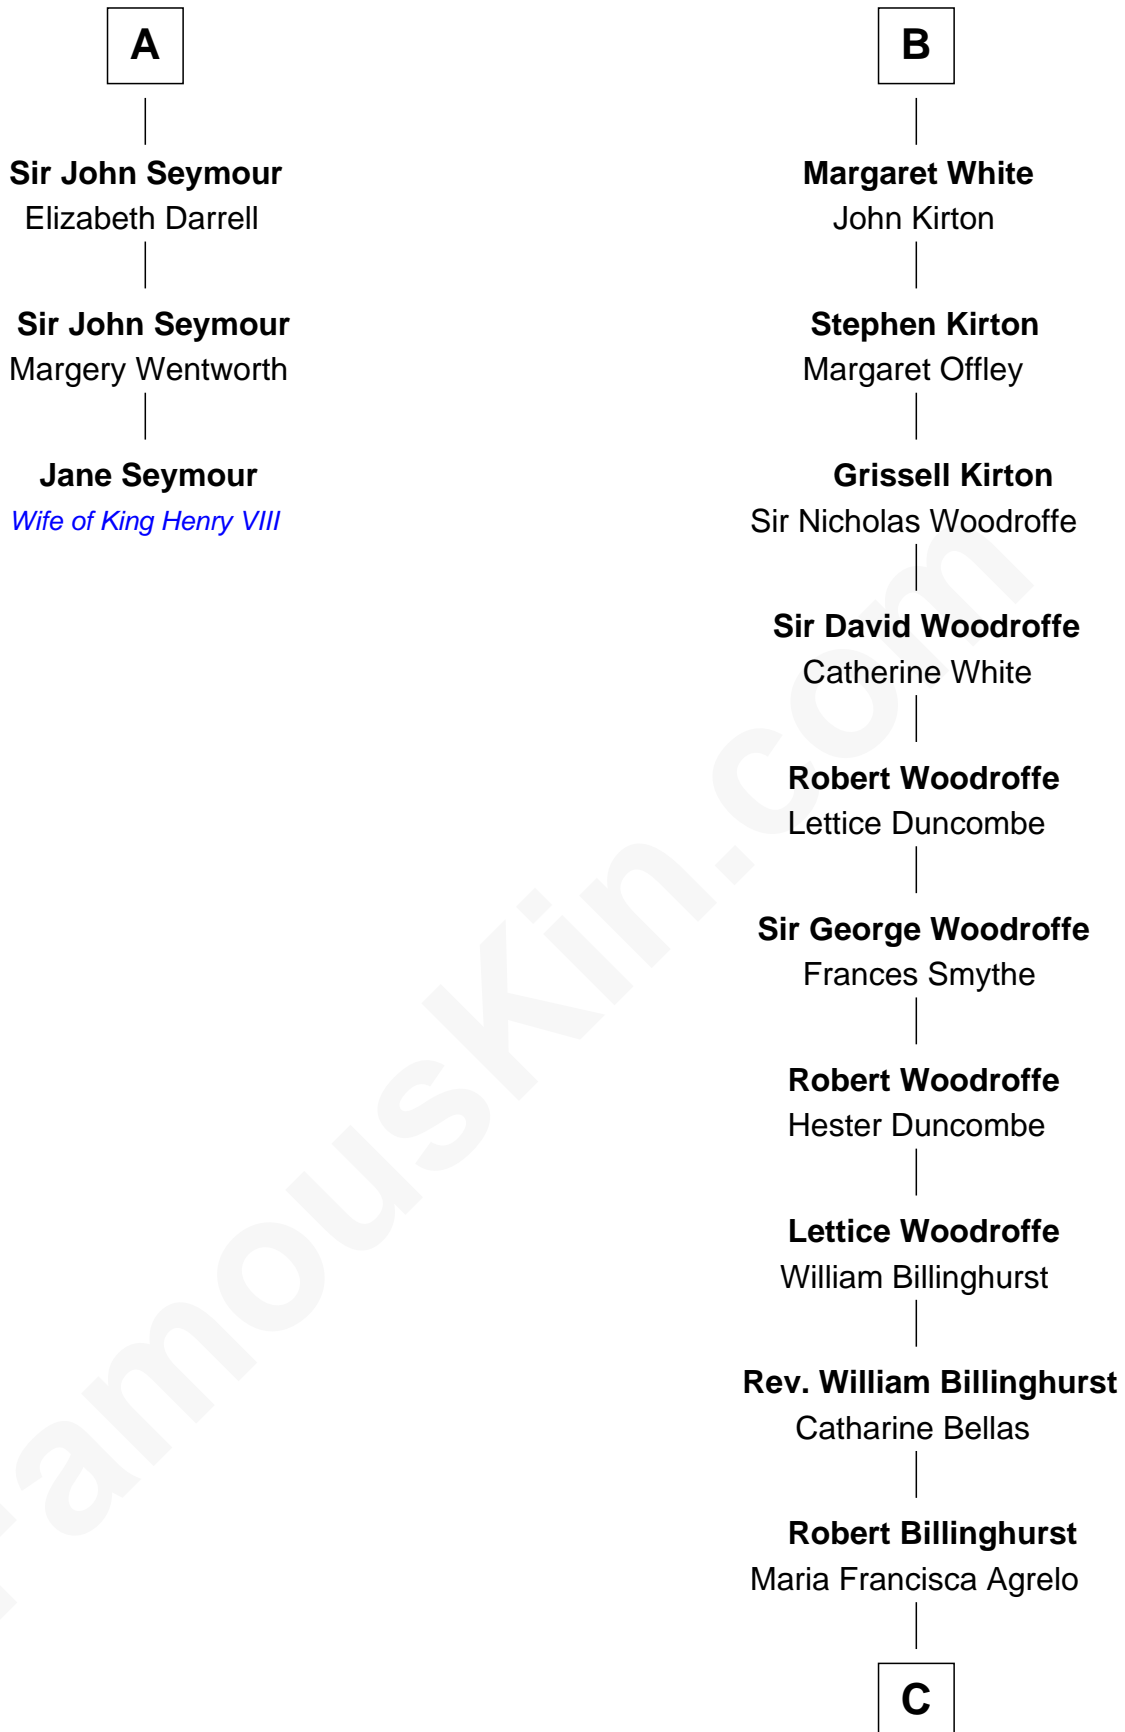 A
Sir John Seymour
Elizabeth Darrell
Sir John Seymour
Margery Wentworth
Jane Seymour
Wife of King Henry VIII
B
Margaret White
John Kirton
Stephen Kirton
Margaret Offley
Grissell Kirton
Sir Nicholas Woodroffe
Sir David Woodroffe
Catherine White
Robert Woodroffe
Lettice Duncombe
Sir George Woodroffe
Frances Smythe
Robert Woodroffe
Hester Duncombe
Lettice Woodroffe
William Billinghurst
Rev. William Billinghurst
Catharine Bellas
Robert Billinghurst
Maria Francisca Agrelo
C
FamousKin.com